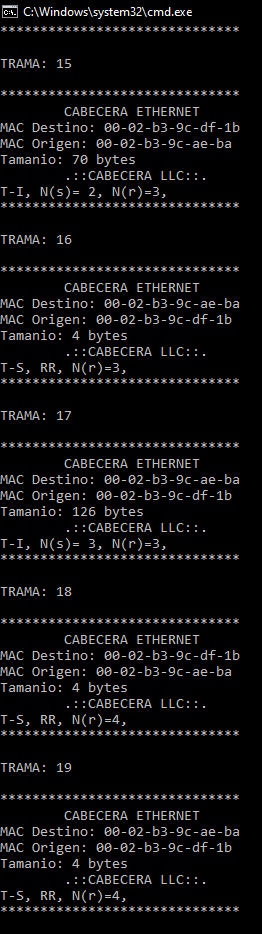 C:\Windows\system32\cmd.exe
******************************
TRAMA: 15
******************************
CABECERA ETHERNET
MAC Destino: 00-02-b3-9c-df-1b
MAC Origen: 00-02-b3-9c-ae-ba
Tamanio: 70 bytes
.::CABECERA LLC::.
T-I, N(s)= 2, N(r)=3,
******************************
TRAMA: 16
******************************
CABECERA ETHERNET
MAC Destino: 00-02-b3-9c-ae-ba
MAC Origen: 00-02-b3-9c-df-1b
Tamanio: 4 bytes
.::CABECERA LLC::.
T-S, RR, N(r)=3,
******************************
TRAMA: 17
******************************
CABECERA ETHERNET
MAC Destino: 00-02-b3-9c-ae-ba
MAC Origen: 00-02-b3-9c-df-1b
Tamanio: 126 bytes
.::CABECERA LLC::.
T-I, N(s)= 3, N(r)=3,
******************************
TRAMA: 18
******************************
CABECERA ETHERNET
MAC Destino: 00-02-b3-9c-df-1b
MAC Origen: 00-02-b3-9c-ae-ba
Tamanio: 4 bytes
.::CABECERA LLC::.
T-S, RR, N(r)=4,
******************************
TRAMA: 19
******************************
CABECERA ETHERNET
MAC Destino: 00-02-b3-9c-ae-ba
MAC Origen: 00-02-b3-9c-df-1b
Tamanio: 4 bytes
.::CABECERA LLC::.
T-S, RR, N(r)=4,
******************************